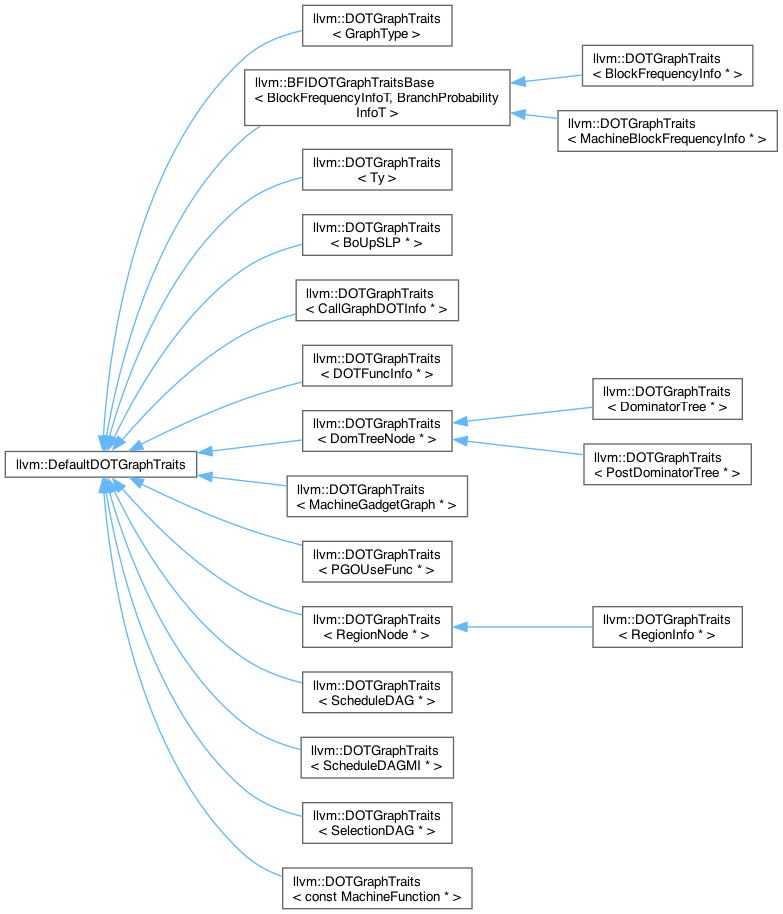 llvm::DOTGraphTraits
< GraphType >
llvm::BFIDOTGraphTraitsBase
< BlockFrequencyInfoT, BranchProbability
InfoT >
llvm::DOTGraphTraits
< BlockFrequencyInfo * >
llvm::DOTGraphTraits
< MachineBlockFrequencyInfo * >
llvm::DOTGraphTraits
< Ty >
llvm::DOTGraphTraits
< BoUpSLP * >
llvm::DOTGraphTraits
< CallGraphDOTInfo * >
llvm::DOTGraphTraits
< DOTFuncInfo * >
llvm::DOTGraphTraits
< DomTreeNode * >
llvm::DOTGraphTraits
< DominatorTree * >
llvm::DOTGraphTraits
< PostDominatorTree * >
llvm::DefaultDOTGraphTraits
llvm::DOTGraphTraits
< MachineGadgetGraph * >
llvm::DOTGraphTraits
< PGOUseFunc * >
llvm::DOTGraphTraits
< RegionNode * >
llvm::DOTGraphTraits
< RegionInfo * >
llvm::DOTGraphTraits
< ScheduleDAG * >
llvm::DOTGraphTraits
< ScheduleDAGMI * >
llvm::DOTGraphTraits
< SelectionDAG * >
llvm::DOTGraphTraits
< const MachineFunction * >